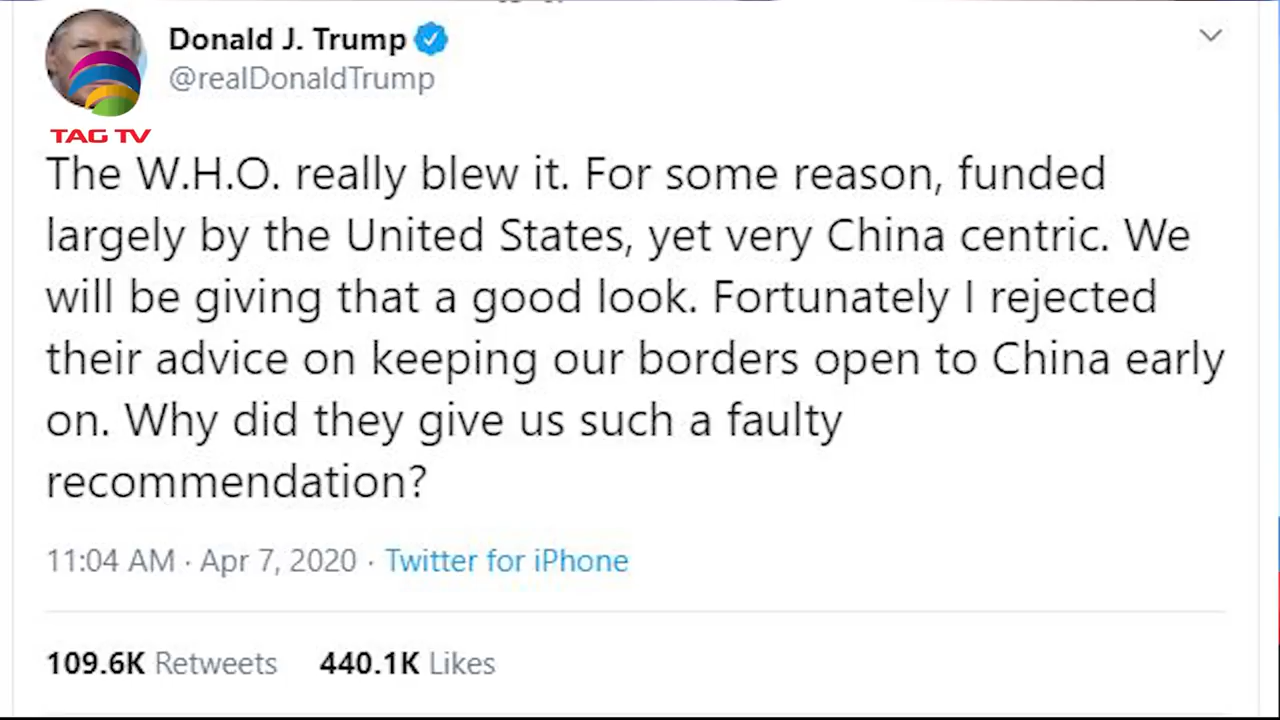 Donald J. Trump
@realDonaldTrump
TAG TV
The W.H.O. really blew it. For some reason, funded
largely by the United States, yet very China centric. We
will be giving that a good look. Fortunately I rejected
their advice on keeping our borders open to China early
on. Why did they give us such a faulty
recommendation?
11:04 AM · Apr 7, 2020 · Twitter for iPhone
109.6K Retweets 440.1K Likes